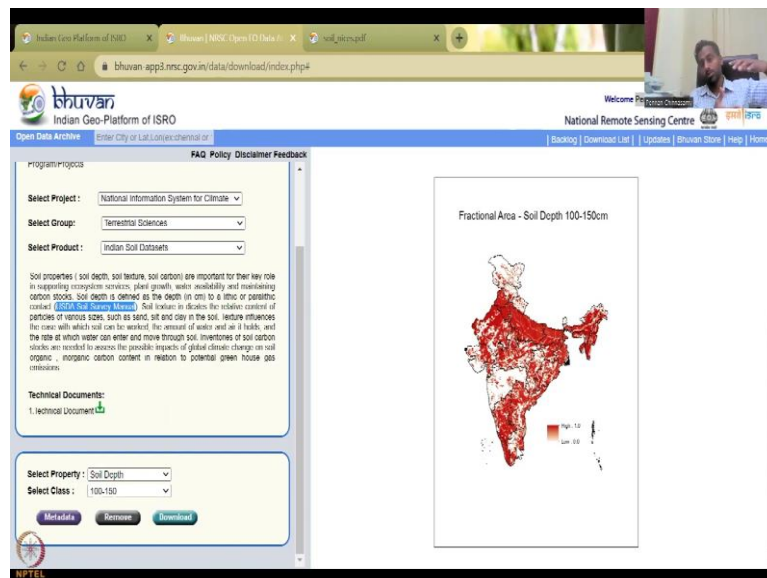 Indian Geo Platform of ISRO X
Bhuvan | NRSC Open EO Data A X
soil_nices.pdf X +
bhuvan-app3.nrsc.gov.in/data/download/index.php#
bhuvan
Indian Geo-Platform of ISRO
Welcome
Pennan Chinnasamy
National Remote Sensing Centre
Open Data Archive
Enter City or Lat,Lon(ex:chennai or
| Backlog | Download List | | Updates | Bhuvan Store | Help | Home
FAQ Policy Disclaimer Feedback
Program/Projects
Select Project : National Information System for Climate
Select Group: Terrestrial Sciences
Select Product : Indian Soil Datasets
Soil properties ( soil depth, soil texture, soil carbon) are important for their key role
in supporting ecosystem services, plant growth, water availability and maintaining
carbon stocks. Soil depth is defined as the depth (in cm) to a lithic or paralithic
contact (USDA Soil Survey Manual). Soil texture in dicates the relative content of
particles of various sizes, such as sand, silt and clay in the soil. Texture influences
the ease with which soil can be worked, the amount of water and air it holds, and
the rate at which water can enter and move through soil. Inventories of soil carbon
stocks are needed to assess the possible impacts of global climate change on soil
organic , inorganic carbon content in relation to potential green house gas
emissions
Technical Documents:
1. Technical Document
Select Property : Soil Depth
Select Class : 100-150
Metadata Remove Download
Fractional Area - Soil Depth 100-150cm
High : 1.0
Low : 0.0
NPTEL